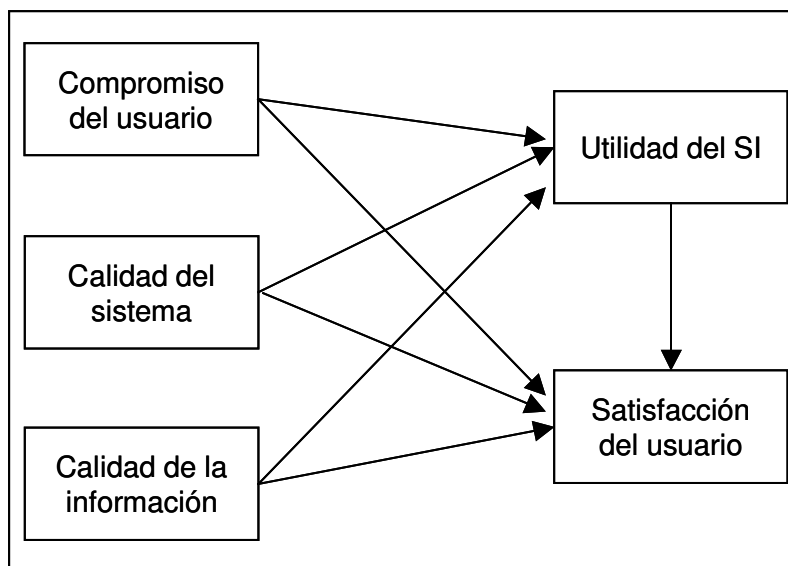 Compromiso
del usuario
Utilidad del SI
Calidad del
sistema
Satisfacción
del usuario
Calidad de la
información